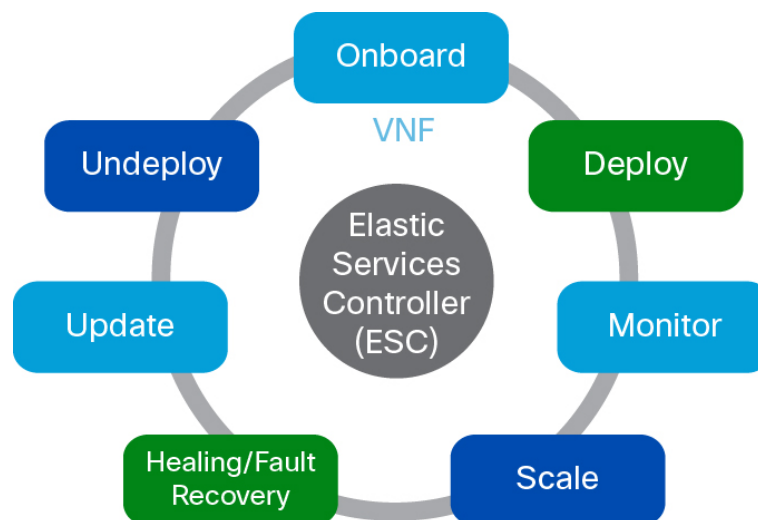 Onboard
VNF
Undeploy
Deploy
Elastic
Services
Controller
(ESC)
Update
Monitor
Healing/Fault
Recovery
Scale